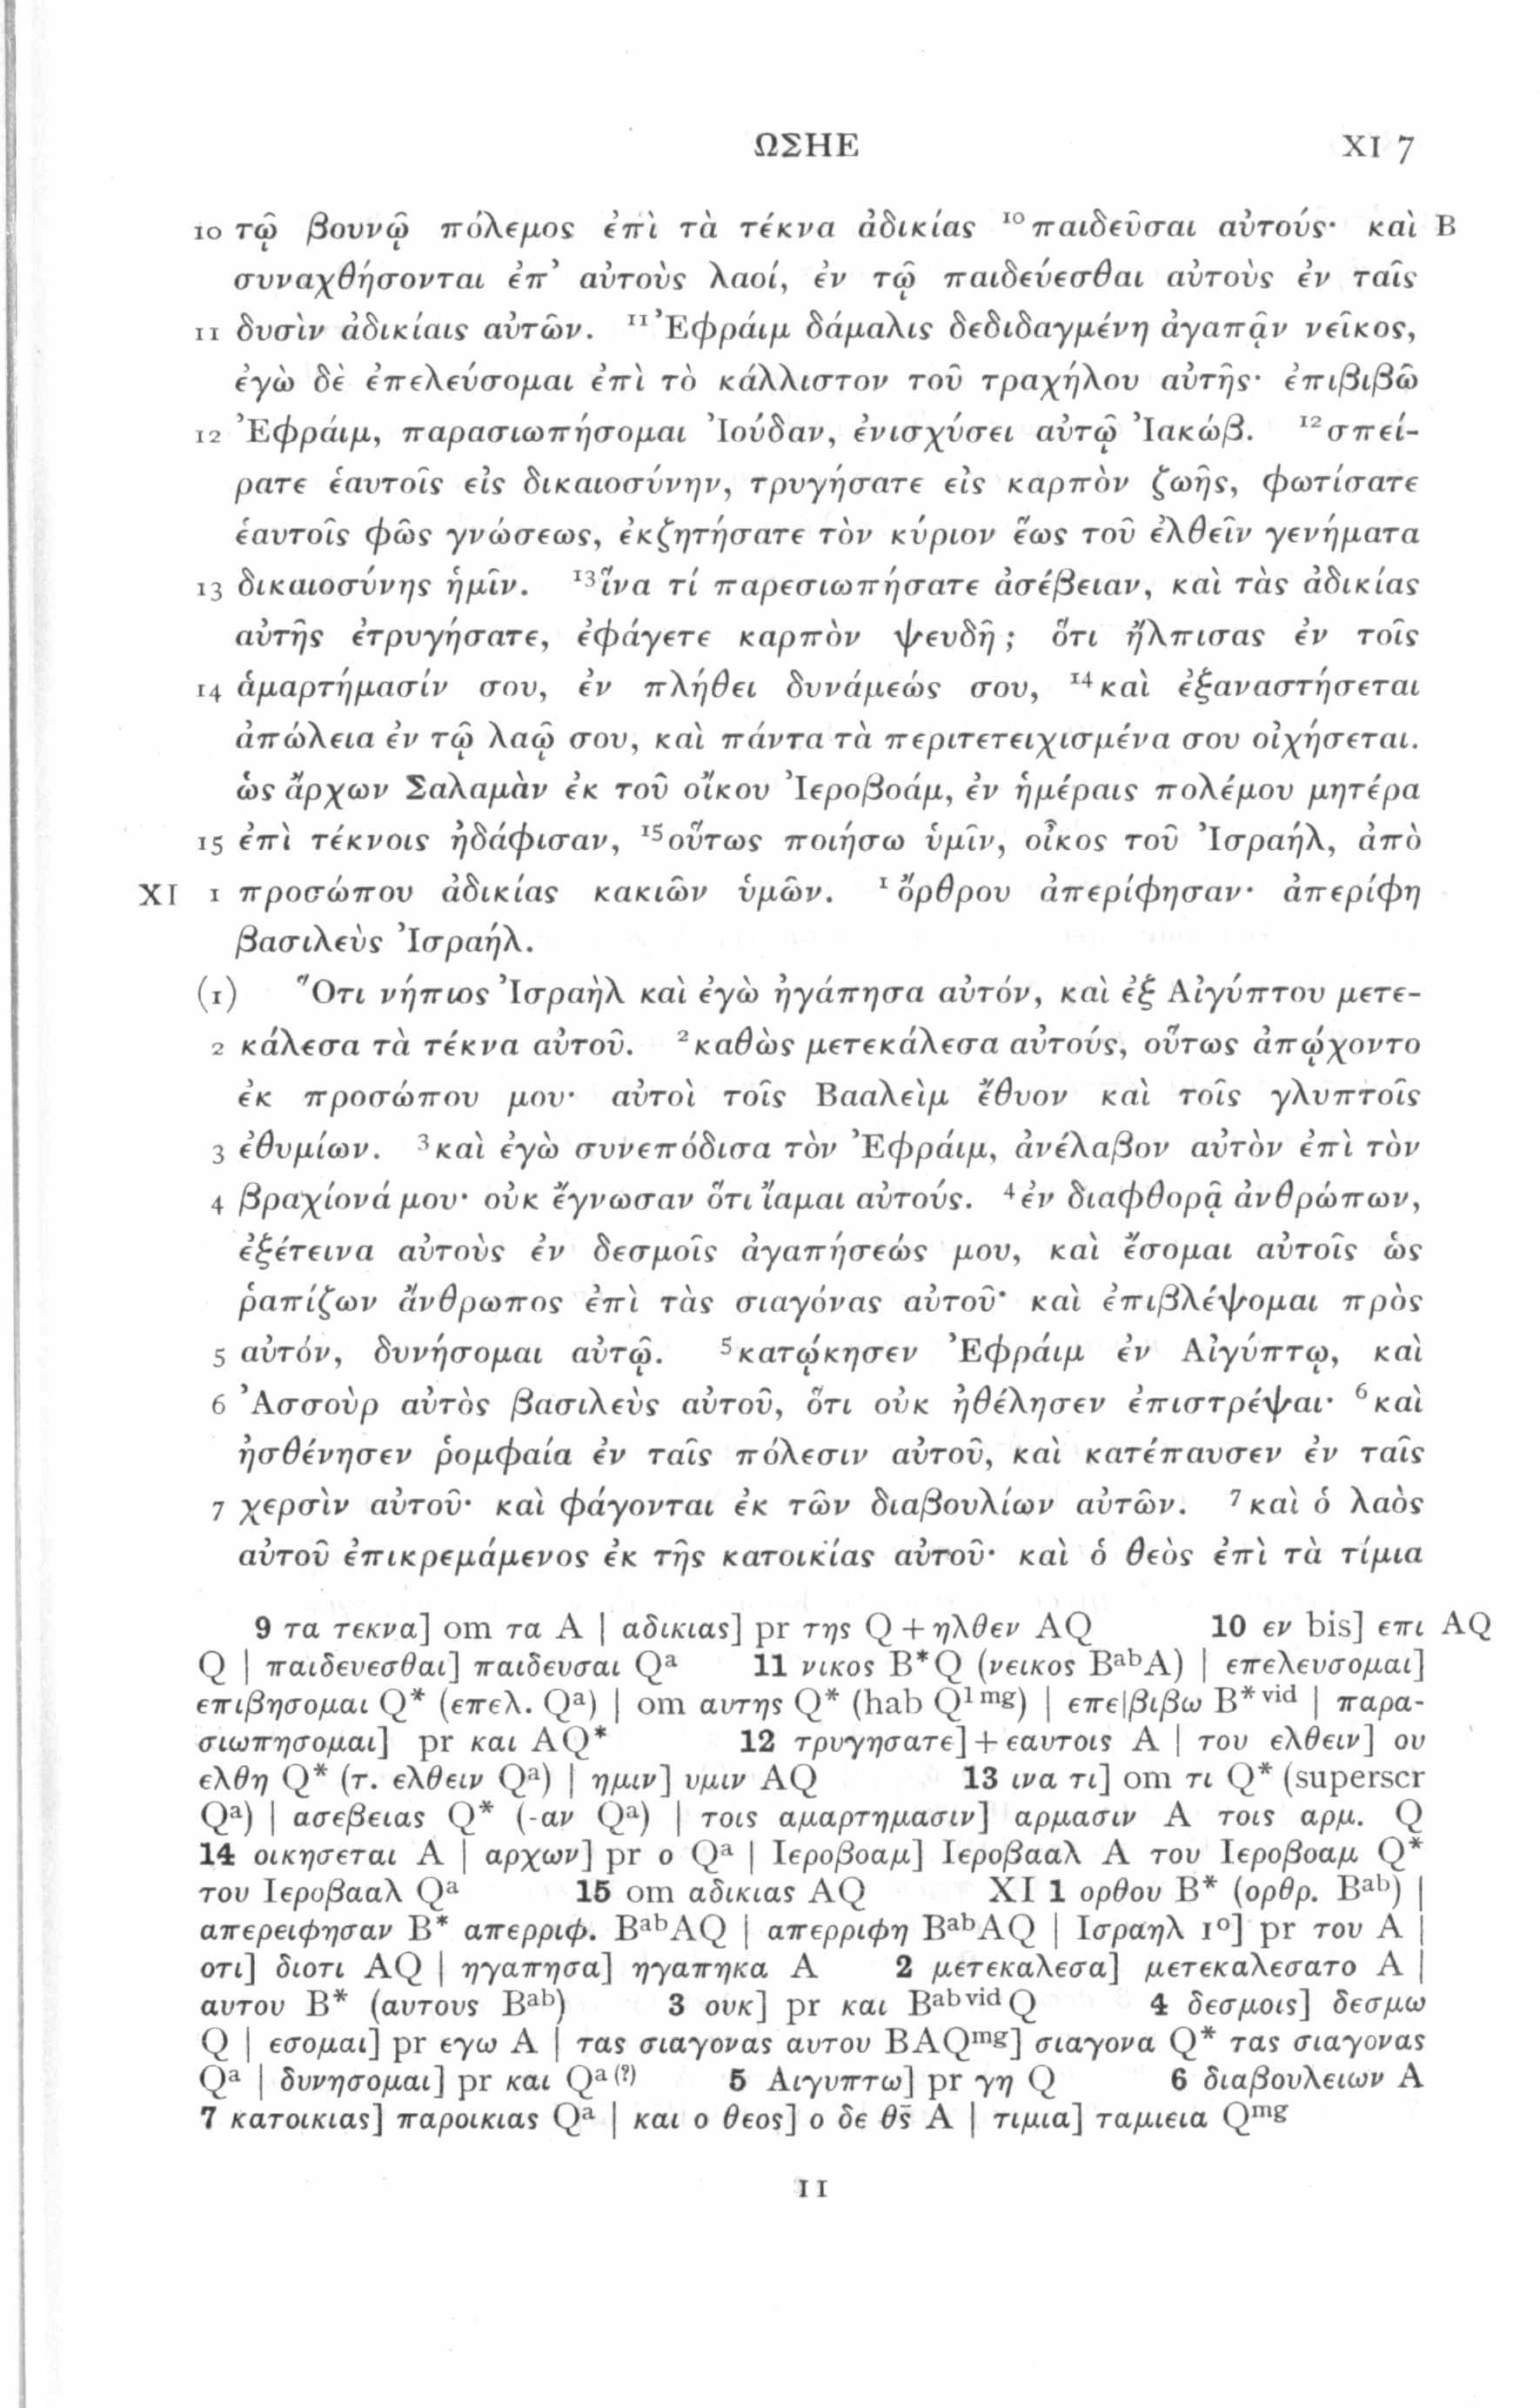 ΩΣΗΕ XI 7
10 τῷ βουνῷ πόλεμος ἐπὶ τὰ τέκνα ἀδικίας ¹⁰παιδεῦσαι αὐτούς· καὶ B
συναχθήσονται ἐπ’ αὐτοὺς λαοί, ἐν τῷ παιδεύεσθαι αὐτοὺς ἐν ταῖς
11 δυσὶν ἀδικίαις αὐτῶν. ¹¹Ἐφράιμ δάμαλις δεδιδαγμένη ἀγαπᾷν νεῖκος,
ἐγὼ δὲ ἐπελεύσομαι ἐπὶ τὸ κάλλιστον τοῦ τραχήλου αὐτῆς· ἐπιβιβῶ
12 Ἐφράιμ, παρασιωπήσομαι Ἰούδαν, ἐνισχύσει αὐτῷ Ἰακώβ. ¹²σπεί-
ρατε ἑαυτοῖς εἰς δικαιοσύνην, τρυγήσατε εἰς καρπὸν ζωῆς, φωτίσατε
ἑαυτοῖς φῶς γνώσεως, ἐκζητήσατε τὸν κύριον ἕως τοῦ ἐλθεῖν γενήματα
13 δικαιοσύνης ἡμῖν. ¹³ἵνα τί παρεσιωπήσατε ἀσέβειαν, καὶ τὰς ἀδικίας
αὐτῆς ἐτρυγήσατε, ἐφάγετε καρπὸν ψευδῆ; ὅτι ἤλπισας ἐν τοῖς
14 ἁμαρτήμασίν σου, ἐν πλήθει δυνάμεώς σου, ¹⁴καὶ ἐξαναστήσεται
ἀπώλεια ἐν τῷ λαῷ σου, καὶ πάντα τὰ περιτετειχισμένα σου οἰχήσεται.
ὡς ἄρχων Σαλαμὰν ἐκ τοῦ οἴκου Ἰεροβοάμ, ἐν ἡμέραις πολέμου μητέρα
15 ἐπὶ τέκνοις ἠδάφισαν, ¹⁵οὕτως ποιήσω ὑμῖν, οἶκος τοῦ Ἰσραήλ, ἀπὸ
XI 1 προσώπου ἀδικίας κακιῶν ὑμῶν. ¹ὄρθρου ἀπερίφησαν· ἀπερίφη
βασιλεὺς Ἰσραήλ.
(1) Ὅτι νήπιος Ἰσραὴλ καὶ ἐγὼ ἠγάπησα αὐτόν, καὶ ἐξ Αἰγύπτου μετε-
2 κάλεσα τὰ τέκνα αὐτοῦ. ²καθὼς μετεκάλεσα αὐτούς, οὕτως ἀπῴχοντο
ἐκ προσώπου μου· αὐτοὶ τοῖς Βααλεὶμ ἔθυον καὶ τοῖς γλυπτοῖς
3 ἐθυμίων. ³καὶ ἐγὼ συνεπόδισα τὸν Ἐφράιμ, ἀνέλαβον αὐτὸν ἐπὶ τὸν
4 βραχίονά μου· οὐκ ἔγνωσαν ὅτι ἴαμαι αὐτούς. ⁴ἐν διαφθορᾷ ἀνθρώπων,
ἐξέτεινα αὐτοὺς ἐν δεσμοῖς ἀγαπήσεώς μου, καὶ ἔσομαι αὐτοῖς ὡς
ῥαπίζων ἄνθρωπος ἐπὶ τὰς σιαγόνας αὐτοῦ· καὶ ἐπιβλέψομαι πρὸς
5 αὐτόν, δυνήσομαι αὐτῷ. ⁵κατῴκησεν Ἐφράιμ ἐν Αἰγύπτῳ, καὶ
6 Ἀσσοὺρ αὐτὸς βασιλεὺς αὐτοῦ, ὅτι οὐκ ἠθέλησεν ἐπιστρέψαι· ⁶καὶ
ἠσθένησεν ῥομφαία ἐν ταῖς πόλεσιν αὐτοῦ, καὶ κατέπαυσεν ἐν ταῖς
7 χερσὶν αὐτοῦ· καὶ φάγονται ἐκ τῶν διαβουλίων αὐτῶν. ⁷καὶ ὁ λαὸς
αὐτοῦ ἐπικρεμάμενος ἐκ τῆς κατοικίας αὐτοῦ· καὶ ὁ θεὸς ἐπὶ τὰ τίμια
9 τα τεκνα] om τα A | αδικιας] pr της Q + ηλθεν AQ 10 εν bis] επι AQ
Q | παιδευεσθαι] παιδευσαι Qᵃ 11 νικος B*Q (νεικος BᵃᵇA) | επελευσομαι]
επιβησομαι Q* (επελ. Qᵃ) | om αυτης Q* (hab Q¹ᵐᵍ) | επε|βιβω B*ᵛⁱᵈ | παρα-
σιωπησομαι] pr και AQ* 12 τρυγησατε] + εαυτοις A | του ελθειν] ου
ελθη Q* (τ. ελθειν Qᵃ) | ημιν] υμιν AQ 13 ινα τι] om τι Q* (superscr
Qᵃ) | ασεβειας Q* (-αν Qᵃ) | τοις αμαρτημασιν] αρμασιν A τοις αρμ. Q
14 οικησεται A | αρχων] pr ο Qᵃ | Ιεροβοαμ] Ιεροβααλ A του Ιεροβοαμ Q*
του Ιεροβααλ Qᵃ 15 om αδικιας AQ XI 1 ορθου B* (ορθρ. Bᵃᵇ) |
απερειφησαν B* απερριφ. BᵃᵇAQ | απερριφη BᵃᵇAQ | Ισραηλ 1º] pr του A |
οτι] διοτι AQ | ηγαπησα] ηγαπηκα A 2 μετεκαλεσα] μετεκαλεσατο A |
αυτου B* (αυτους Bᵃᵇ) 3 ουκ] pr και Bᵃᵇᵛⁱᵈ Q 4 δεσμοις] δεσμω
Q | εσομαι] pr εγω A | τας σιαγονας αυτου BAQᵐᵍ] σιαγονα Q* τας σιαγονας
Qᵃ | δυνησομαι] pr και Qᵃ⁽?⁾ 5 Αιγυπτω] pr γη Q 6 διαβουλειων A
7 κατοικιας] παροικιας Qᵃ | και ο θεος] ο δε θς̄ A | τιμια] ταμιεια Qᵐᵍ
11